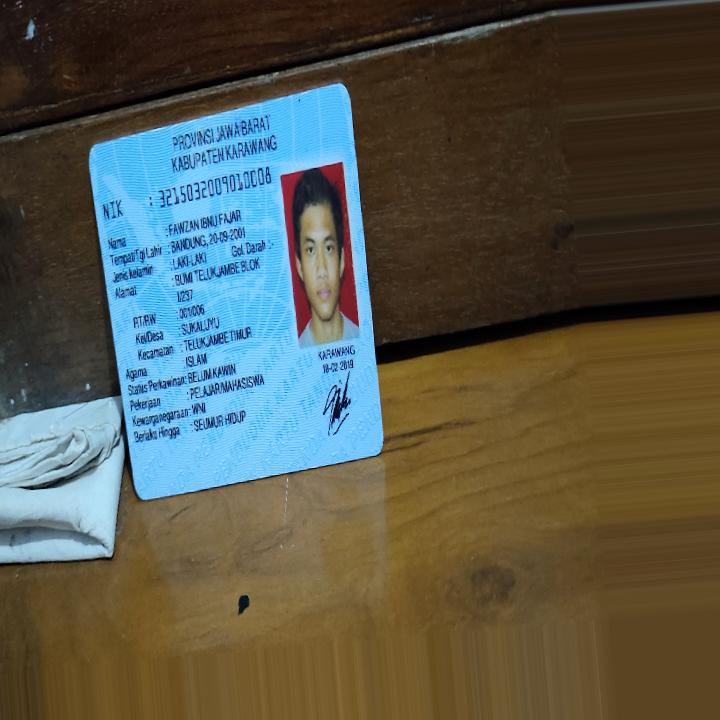 PROVINSI JAWA BARAT
KABUPATEN KARAWANG
NIK : 3215032009010008
Nama : FAWZAN IBNU FAJAR
Tempat/Tgl Lahir : BANDUNG, 20-09-2001
Jenis kelamin : LAKI-LAKI Gol. Darah :-
Alamat : BUMI TELUKJAMBE BLOK
I/237
RT/RW : 001/006
Kel/Desa : SUKALUYU
Kecamatan : TELUKJAMBE TIMUR
Agama : ISLAM
Status Perkawinan: BELUM KAWIN
Pekerjaan : PELAJAR/MAHASISWA
Kewarganegaraan: WNI
Berlaku Hingga : SEUMUR HIDUP
KARAWANG
18-02-2019